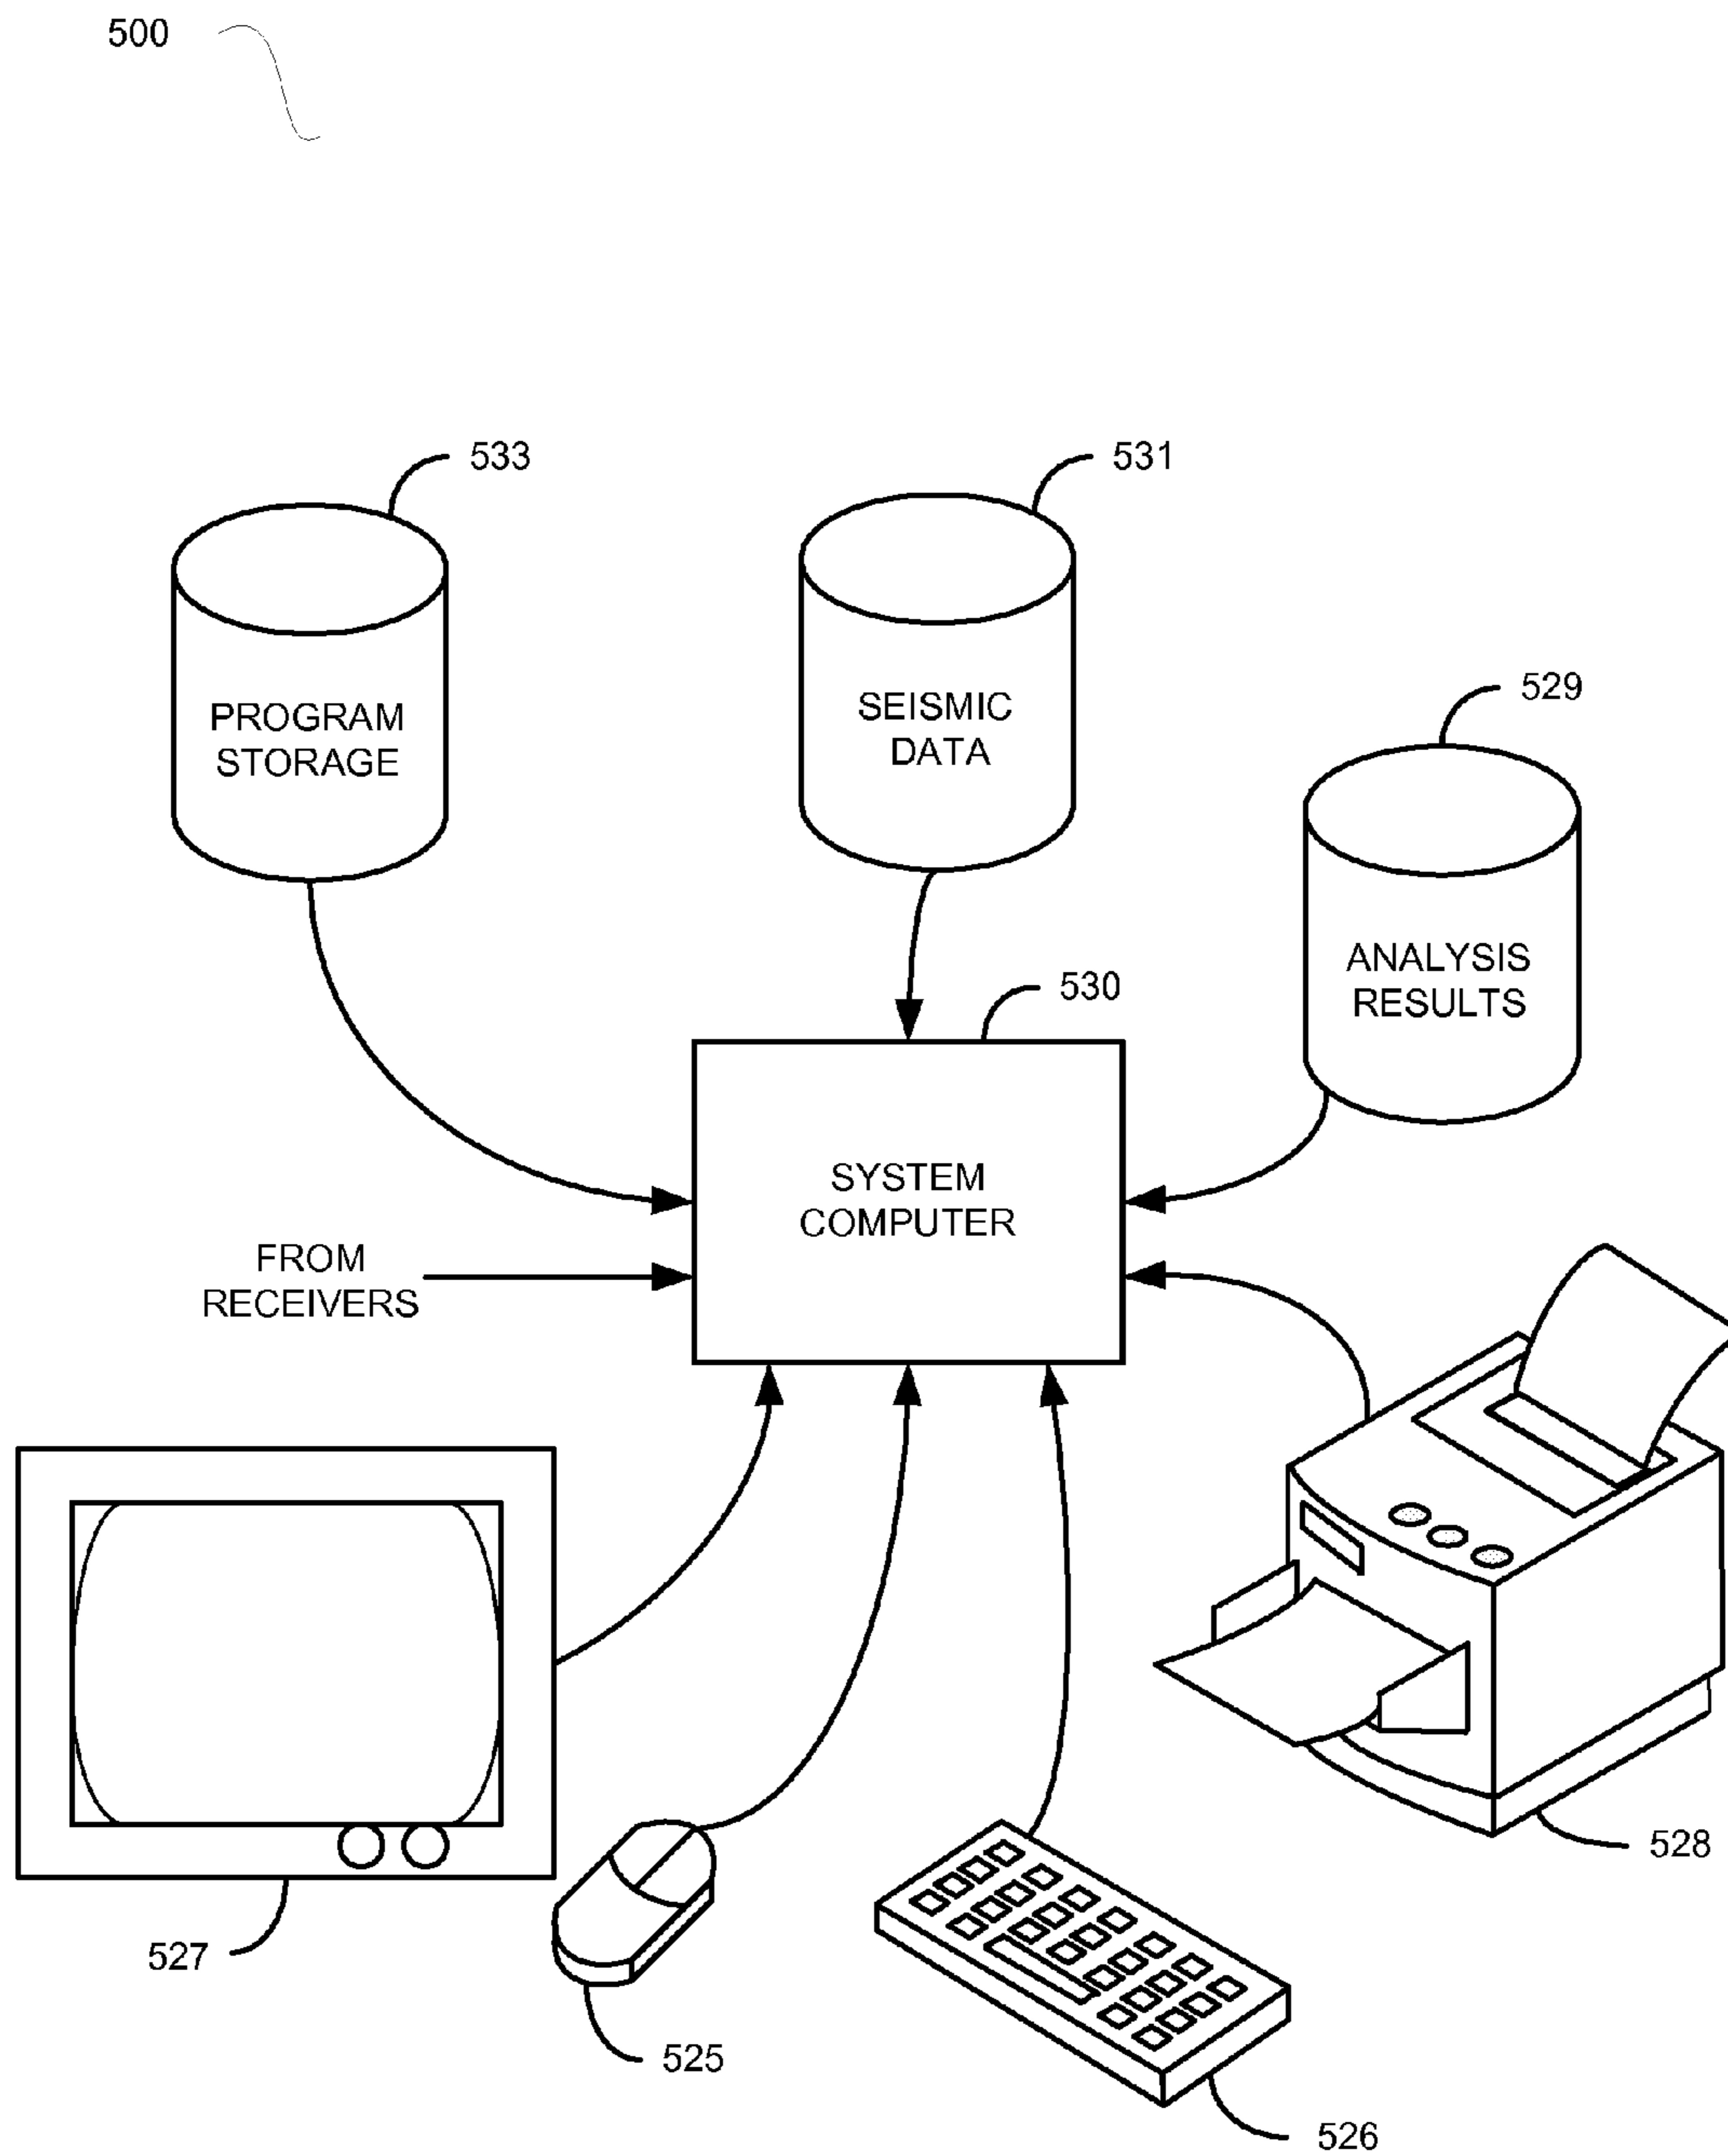 500
533
531
PROGRAM
STORAGE
SEISMIC
DATA
529
ANALYSIS
RESULTS
530
SYSTEM
COMPUTER
FROM
RECEIVERS
528
527
525
526